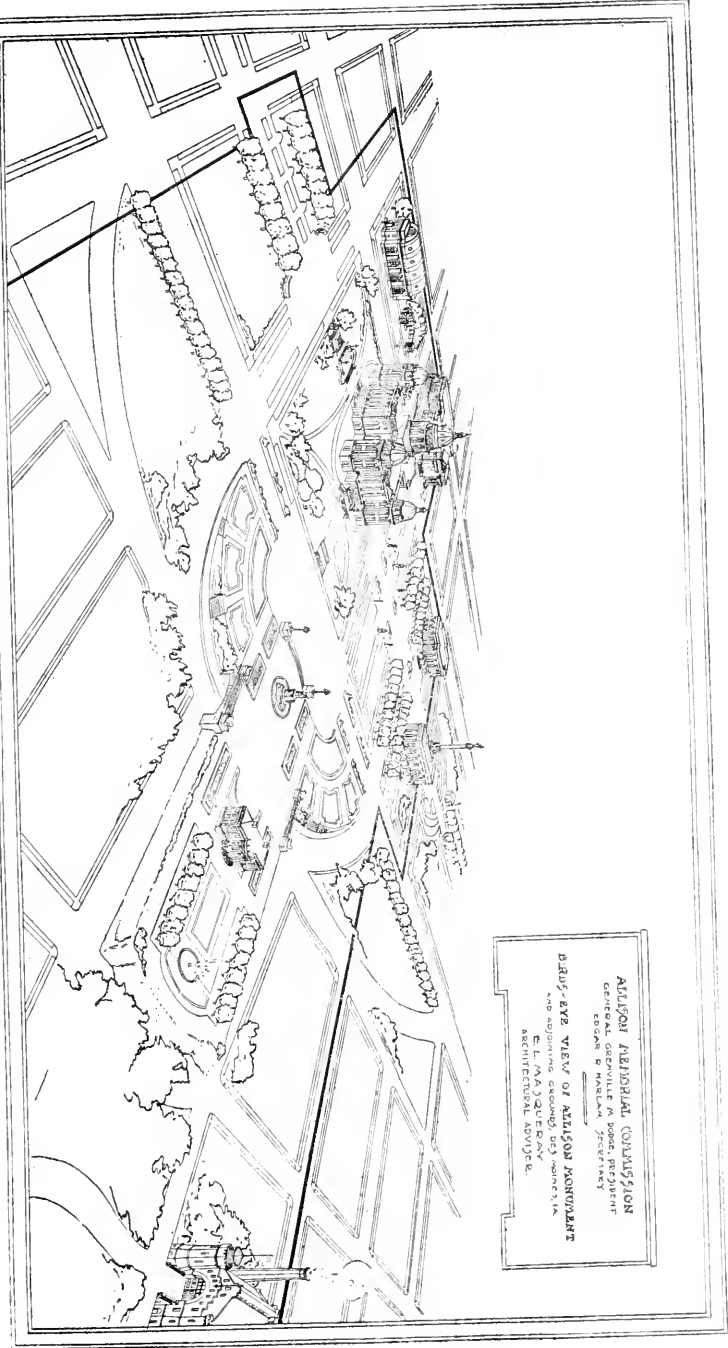 ALLISON MEMORIAL COMMISSION
GENERAL GRENVILLE M. DODGE, PRESIDENT
EDGAR R. HARLAN, SECRETARY
BIRDS-EYE VIEW OF ALLISON MONUMENT
AND ADJOINING GROUNDS, DES MOINES, IA.
E. L. MASQUERAY
ARCHITECTURAL ADVISER.